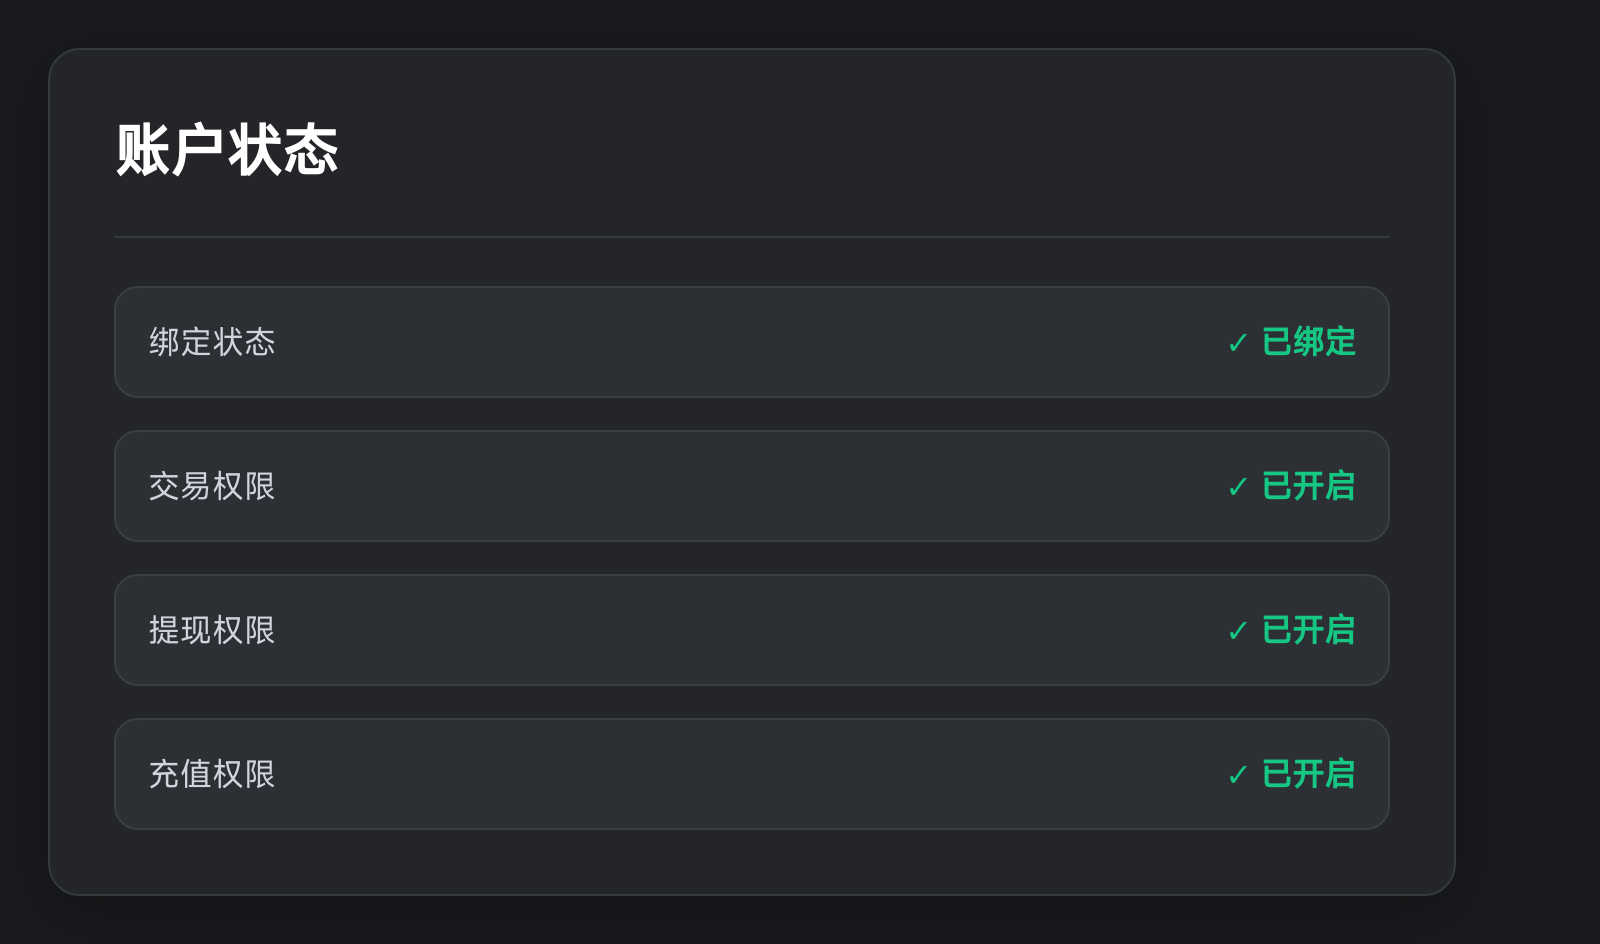 账户状态
绑定状态 ✓ 已绑定
交易权限 ✓ 已开启
提现权限 ✓ 已开启
充值权限 ✓ 已开启